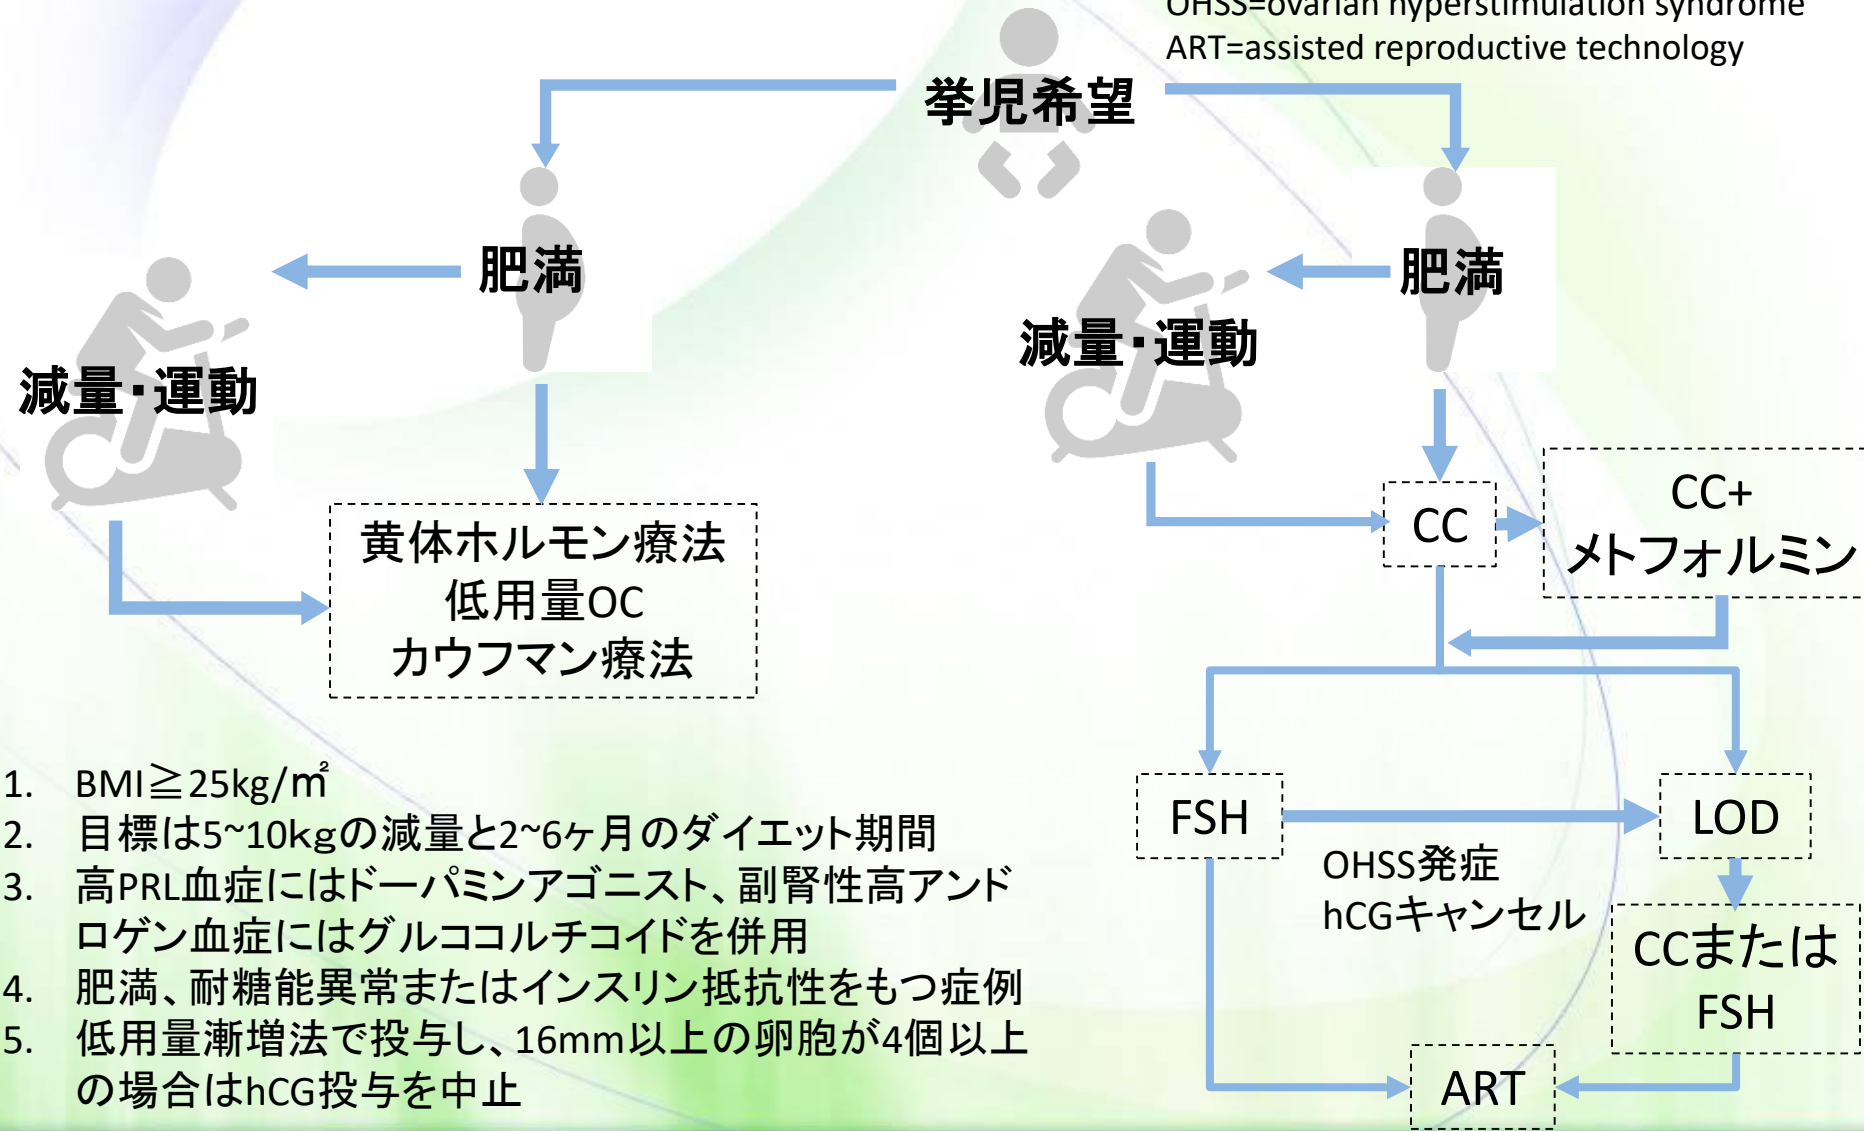 OHSS=ovarian hyperstimulation syndrome
ART=assisted reproductive technology
挙児希望
肥満
減量・運動
黄体ホルモン療法
低用量OC
カウフマン療法
肥満
減量・運動
CC
CC+
メトフォルミン
FSH
LOD
OHSS発症
hCGキャンセル
CCまたは
FSH
ART
1. BMI≧25kg/㎡
2. 目標は5~10kgの減量と2~6ヶ月のダイエット期間
3. 高PRL血症にはドーパミンアゴニスト、副腎性高アンド
ロゲン血症にはグルココルチコイドを併用
4. 肥満、耐糖能異常またはインスリン抵抗性をもつ症例
5. 低用量漸増法で投与し、16mm以上の卵胞が4個以上
の場合はhCG投与を中止